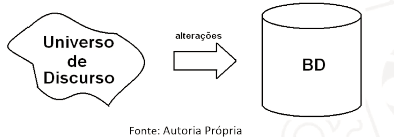 Universo
de
Discurso
alterações
BD
Fonte: Autoria Própria